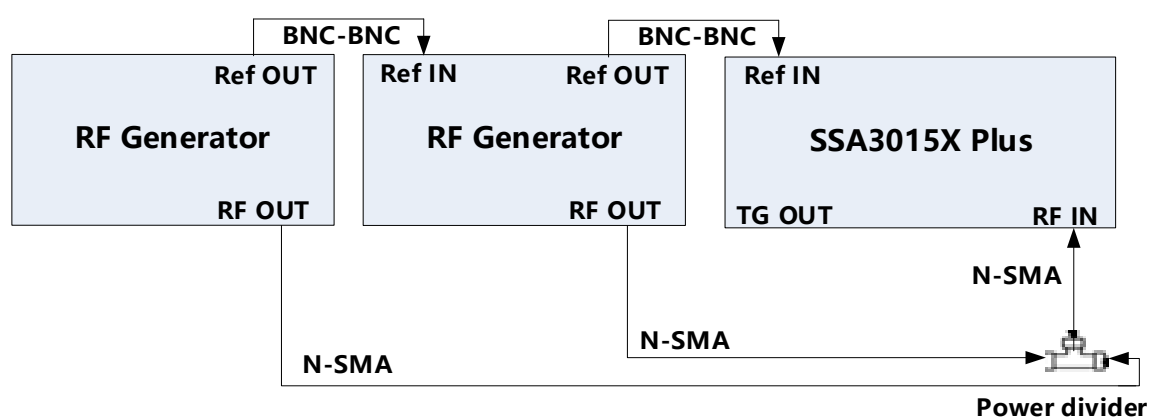 BNC-BNC
BNC-BNC
Ref OUT
Ref IN
Ref OUT
Ref IN
RF Generator
RF Generator
SSA3015X Plus
RF OUT
RF OUT
TG OUT
RF IN
N-SMA
N-SMA
N-SMA
Power divider